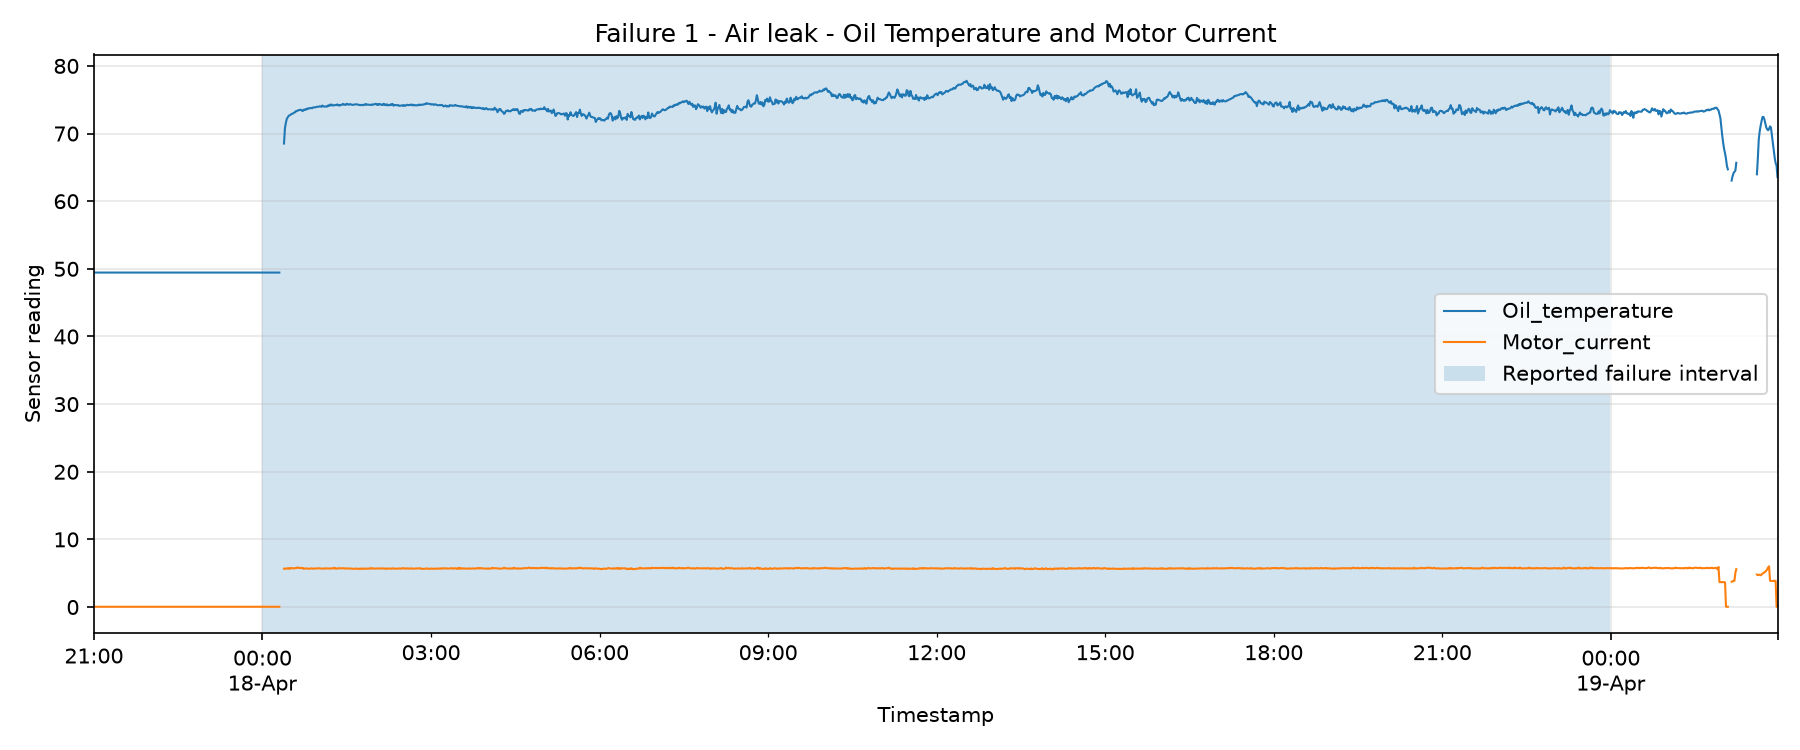 Failure 1 - Air leak - Oil Temperature and Motor Current
80
70
60
50
40
30
20
10
0
Sensor reading
Oil_temperature
Motor_current
Reported failure interval
21:00
00:00
18-Apr
03:00
06:00
09:00
12:00
15:00
18:00
21:00
00:00
19-Apr
Timestamp